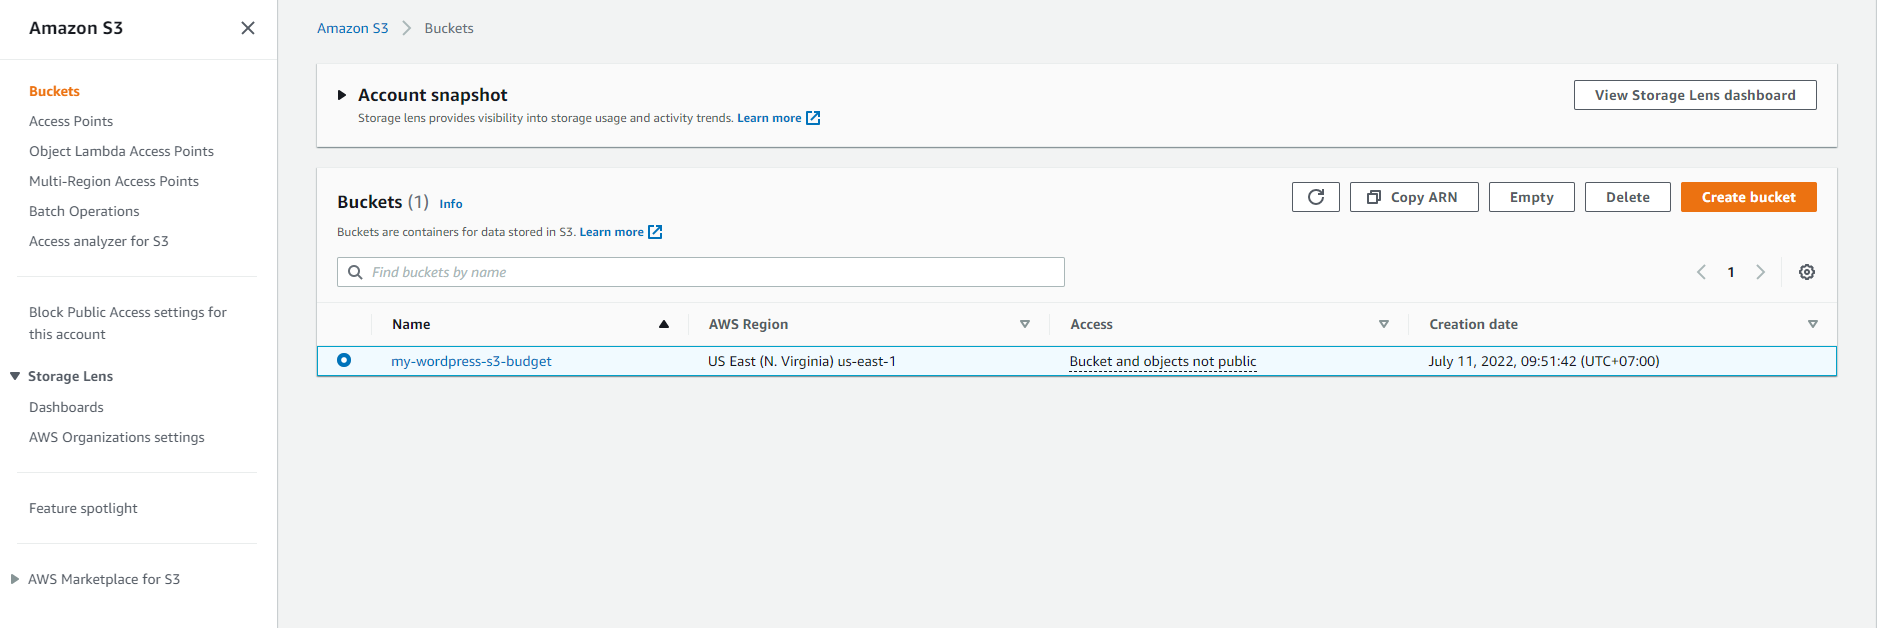 Amazon S3
Buckets
Access Points
Object Lambda Access Points
Multi-Region Access Points
Batch Operations
Access analyzer for S3
Block Public Access settings for
this account
Storage Lens
Dashboards
AWS Organizations settings
Feature spotlight
AWS Marketplace for S3
Amazon S3 Buckets
Account snapshot
Storage lens provides visibility into storage usage and activity trends. Learn more
View Storage Lens dashboard
Buckets (1) Info
Buckets are containers for data stored in S3. Learn more
Copy ARN Empty Delete Create bucket
Find buckets by name
1
Name AWS Region Access Creation date
my-wordpress-s3-budget US East (N. Virginia) us-east-1 Bucket and objects not public July 11, 2022, 09:51:42 (UTC+07:00)